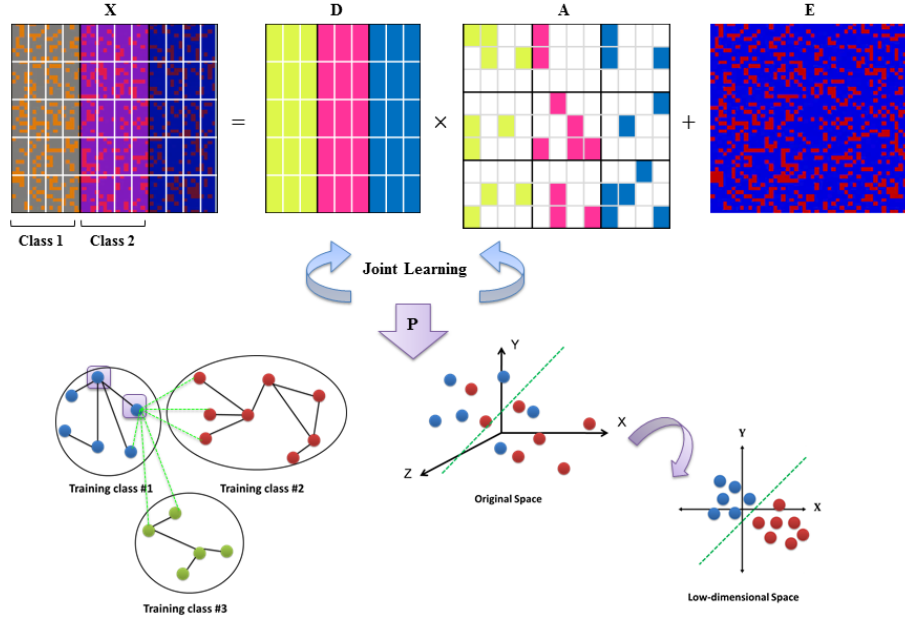 X D A E
= × +
Class 1 Class 2
Joint Learning
P
Y
X
Z
Training class #1 Training class #2
Original Space
Y
X
Training class #3
Low-dimensional Space